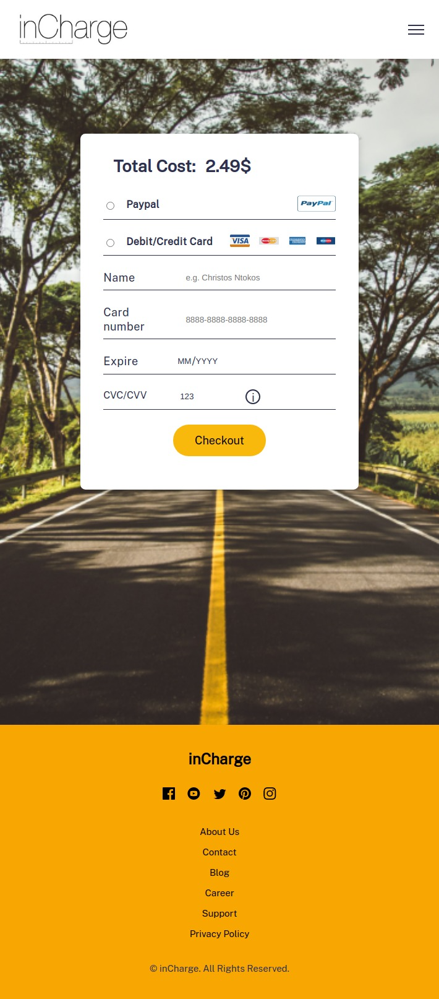 inCharge
Total Cost: 2.49$
Paypal
PayPal
Debit/Credit Card
VISA
Name
e.g. Christos Ntokos
Card
number
8888-8888-8888-8888
Expire
MM/YYYY
CVC/CVV
123
Checkout
inCharge
About Us
Contact
Blog
Career
Support
Privacy Policy
© inCharge. All Rights Reserved.